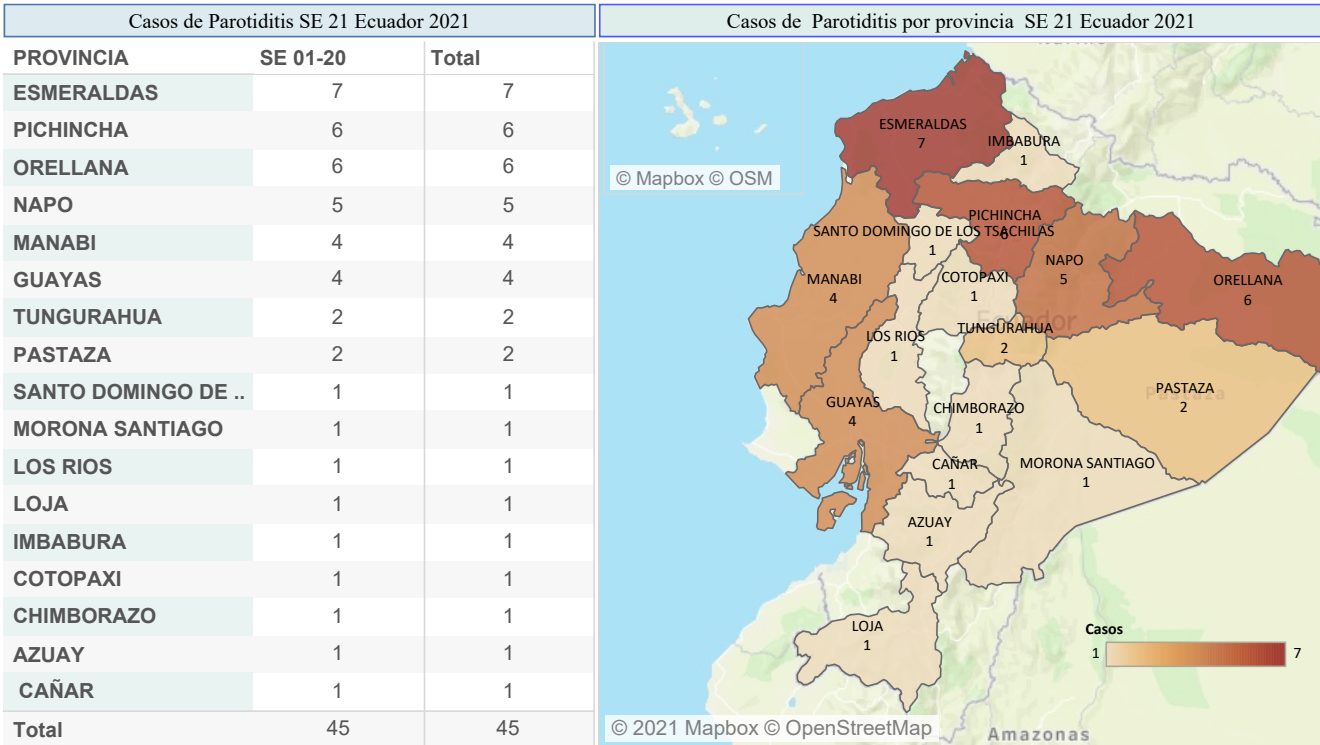 Casos de Parotiditis SE 21 Ecuador 2021
PROVINCIA SE 01-20 Total
ESMERALDAS 7 7
PICHINCHA 6 6
ORELLANA 6 6
NAPO 5 5
MANABI 4 4
GUAYAS 4 4
TUNGURAHUA 2 2
PASTAZA 2 2
SANTO DOMINGO DE .. 1 1
MORONA SANTIAGO 1 1
LOS RIOS 1 1
LOJA 1 1
IMBABURA 1 1
COTOPAXI 1 1
CHIMBORAZO 1 1
AZUAY 1 1
CAÑAR 1 1
Total 45 45
Casos de Parotiditis por provincia SE 21 Ecuador 2021
ESMERALDAS
7
IMBABURA
1
© Mapbox © OSM
PICHINCHA
6
SANTO DOMINGO DE LOS TSACHILAS
1
NAPO
5
COTOPAXI
1
MANABI
4
ORELLANA
6
Ecuador
TUNGURAHUA
2
LOS RIOS
1
PASTAZA
2
Pastaza
GUAYAS
4
CHIMBORAZO
1
CAÑAR
1
MORONA SANTIAGO
1
AZUAY
1
LOJA
1
Casos
1 7
© 2021 Mapbox © OpenStreetMap
Amazonas